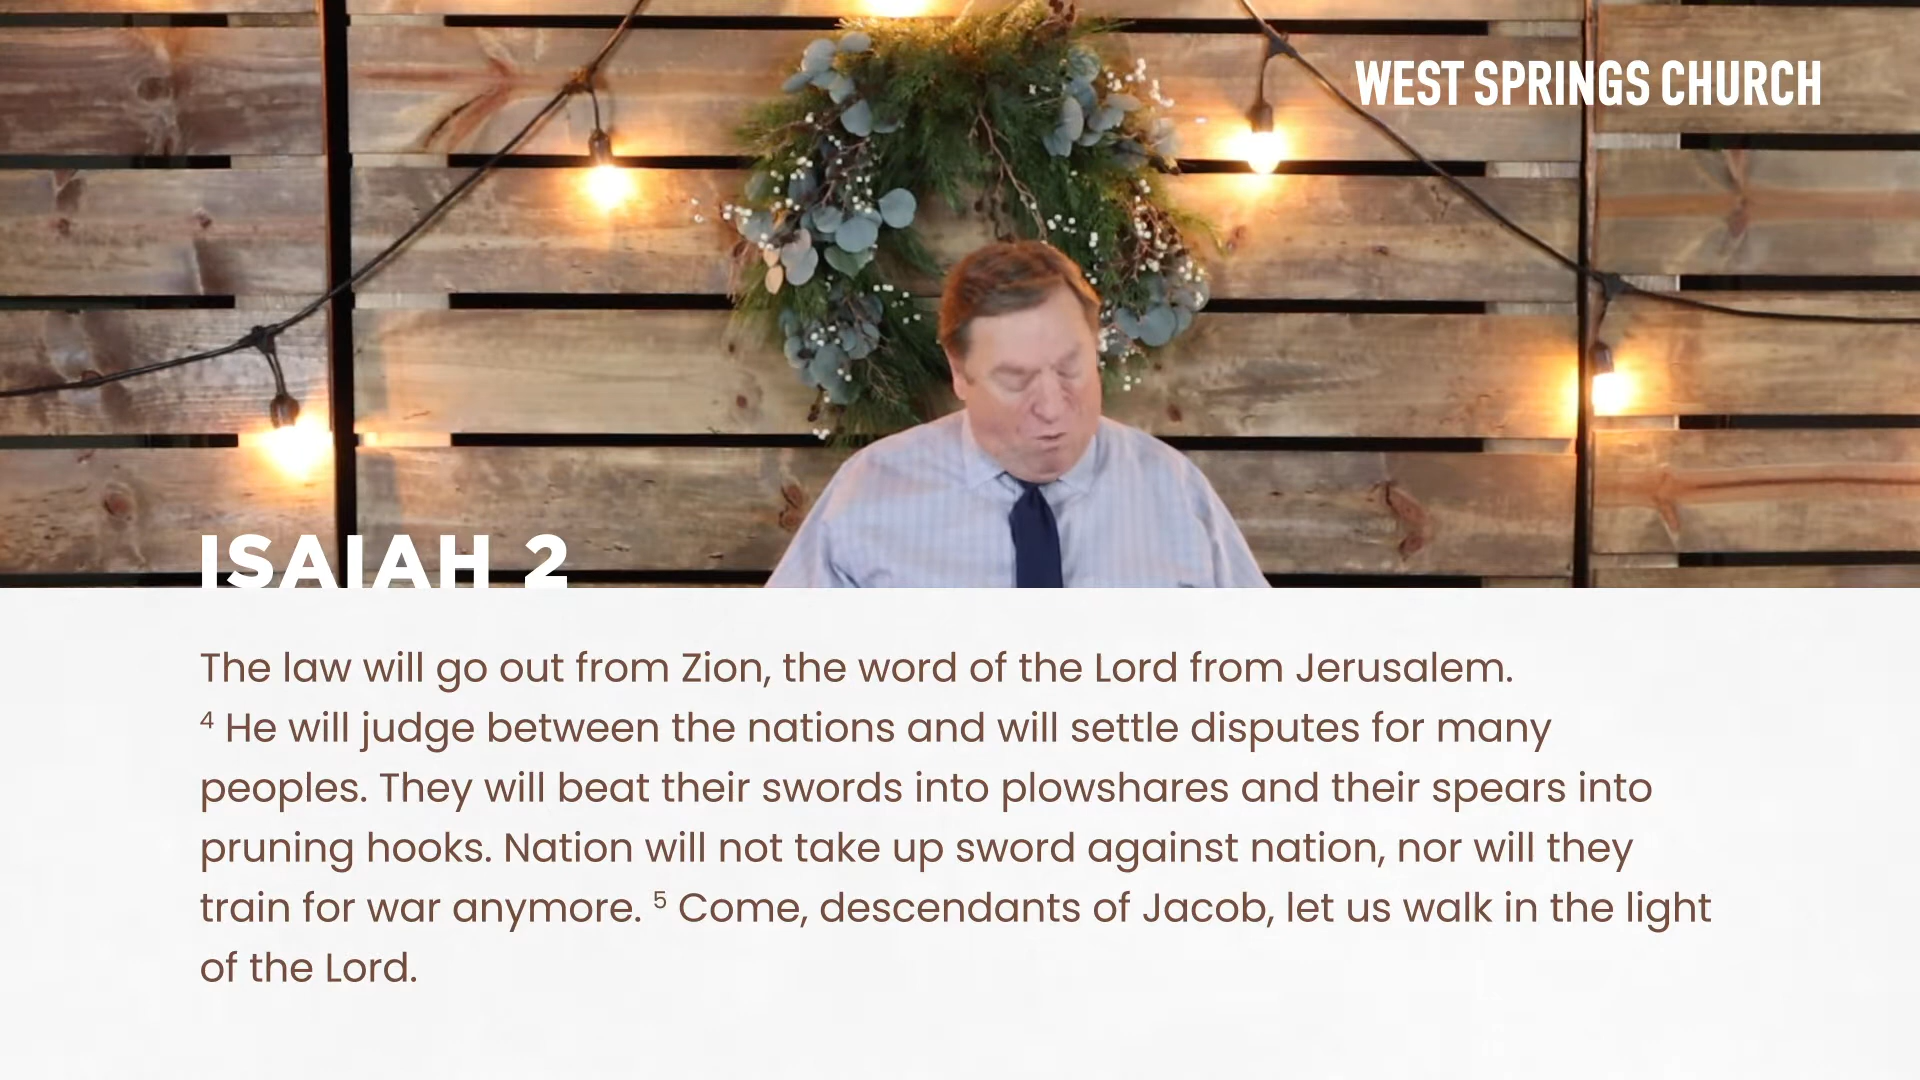 WEST SPRINGS CHURCH
ISAIAH 2
The law will go out from Zion, the word of the Lord from Jerusalem.
⁴ He will judge between the nations and will settle disputes for many
peoples. They will beat their swords into plowshares and their spears into
pruning hooks. Nation will not take up sword against nation, nor will they
train for war anymore. ⁵ Come, descendants of Jacob, let us walk in the light
of the Lord.